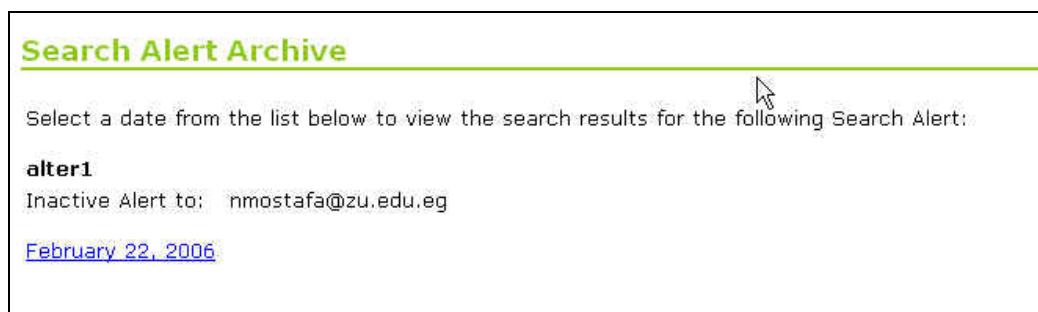 Search Alert Archive
Select a date from the list below to view the search results for the following Search Alert:
alter1
Inactive Alert to: nmostafa@zu.edu.eg
February 22, 2006